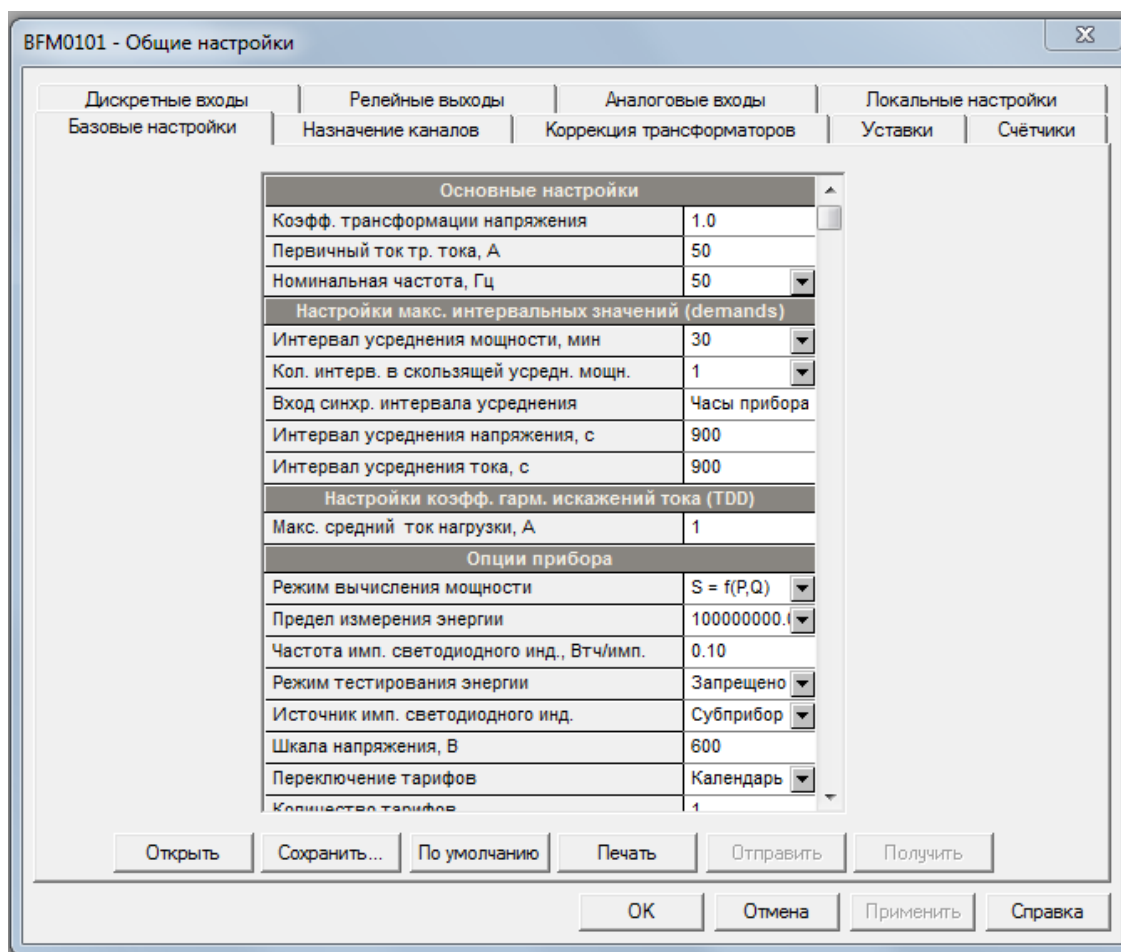 BFM0101 - Общие настройки
Дискретные входы Релейные выходы Аналоговые входы Локальные настройки
Базовые настройки Назначение каналов Коррекция трансформаторов Уставки Счётчики
Основные настройки
Коэфф. трансформации напряжения 1.0
Первичный ток тр. тока, А 50
Номинальная частота, Гц 50
Настройки макс. интервальных значений (demands)
Интервал усреднения мощности, мин 30
Кол. интерв. в скользящей усредн. мощн. 1
Вход синхр. интервала усреднения Часы прибора
Интервал усреднения напряжения, с 900
Интервал усреднения тока, с 900
Настройки коэфф. гарм. искажений тока (TDD)
Макс. средний ток нагрузки, А 1
Опции прибора
Режим вычисления мощности S = f(P,Q)
Предел измерения энергии 100000000.
Частота имп. светодиодного инд., Втч/имп. 0.10
Режим тестирования энергии Запрещено
Источник имп. светодиодного инд. Субприбор
Шкала напряжения, В 600
Переключение тарифов Календарь
Количество тарифов 1
Открыть Сохранить... По умолчанию Печать Отправить Получить
OK Отмена Применить Справка